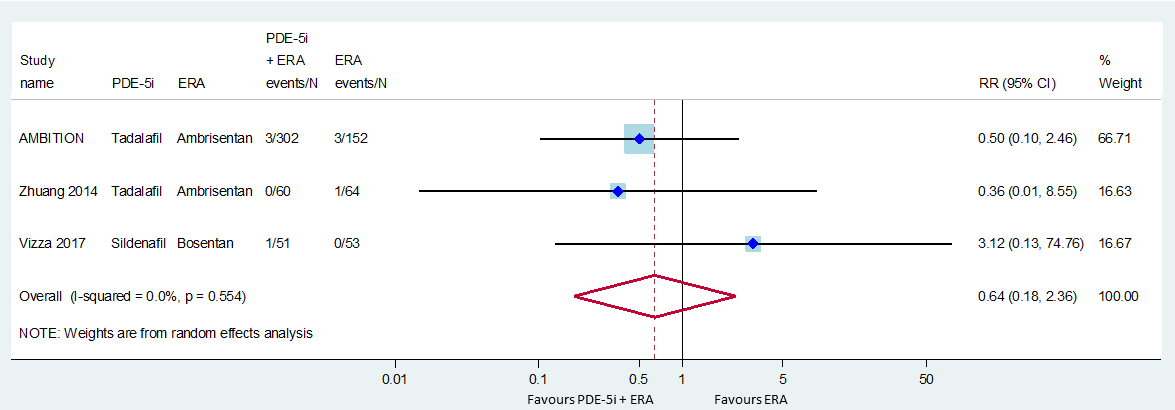 PDE-5i
Study + ERA ERA %
name PDE-5i ERA events/N events/N RR (95% CI) Weight
AMBITION Tadalafil Ambrisentan 3/302 3/152 0.50 (0.10, 2.46) 66.71
Zhuang 2014 Tadalafil Ambrisentan 0/60 1/64 0.36 (0.01, 8.55) 16.63
Vizza 2017 Sildenafil Bosentan 1/51 0/53 3.12 (0.13, 74.76) 16.67
Overall (I-squared = 0.0%, p = 0.554) 0.64 (0.18, 2.36) 100.00
NOTE: Weights are from random effects analysis
0.01 0.1 0.5 1 5 50
Favours PDE-5i + ERA Favours ERA